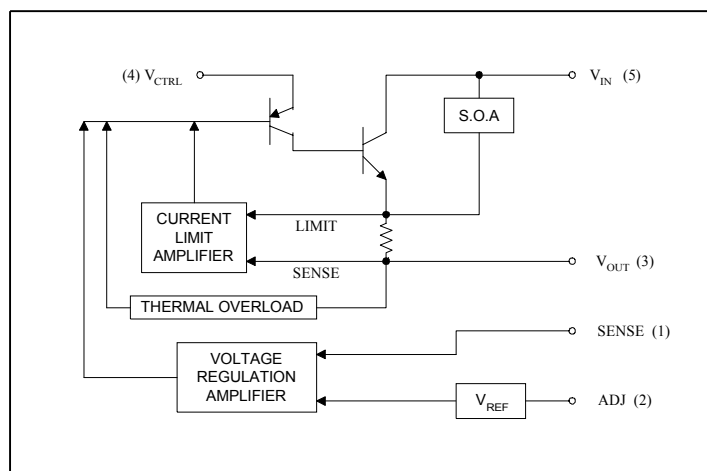 (4) VCTRL
VIN (5)
S.O.A
CURRENT
LIMIT
AMPLIFIER
LIMIT
SENSE
VOUT (3)
THERMAL OVERLOAD
SENSE (1)
VOLTAGE
REGULATION
AMPLIFIER
VREF
ADJ (2)